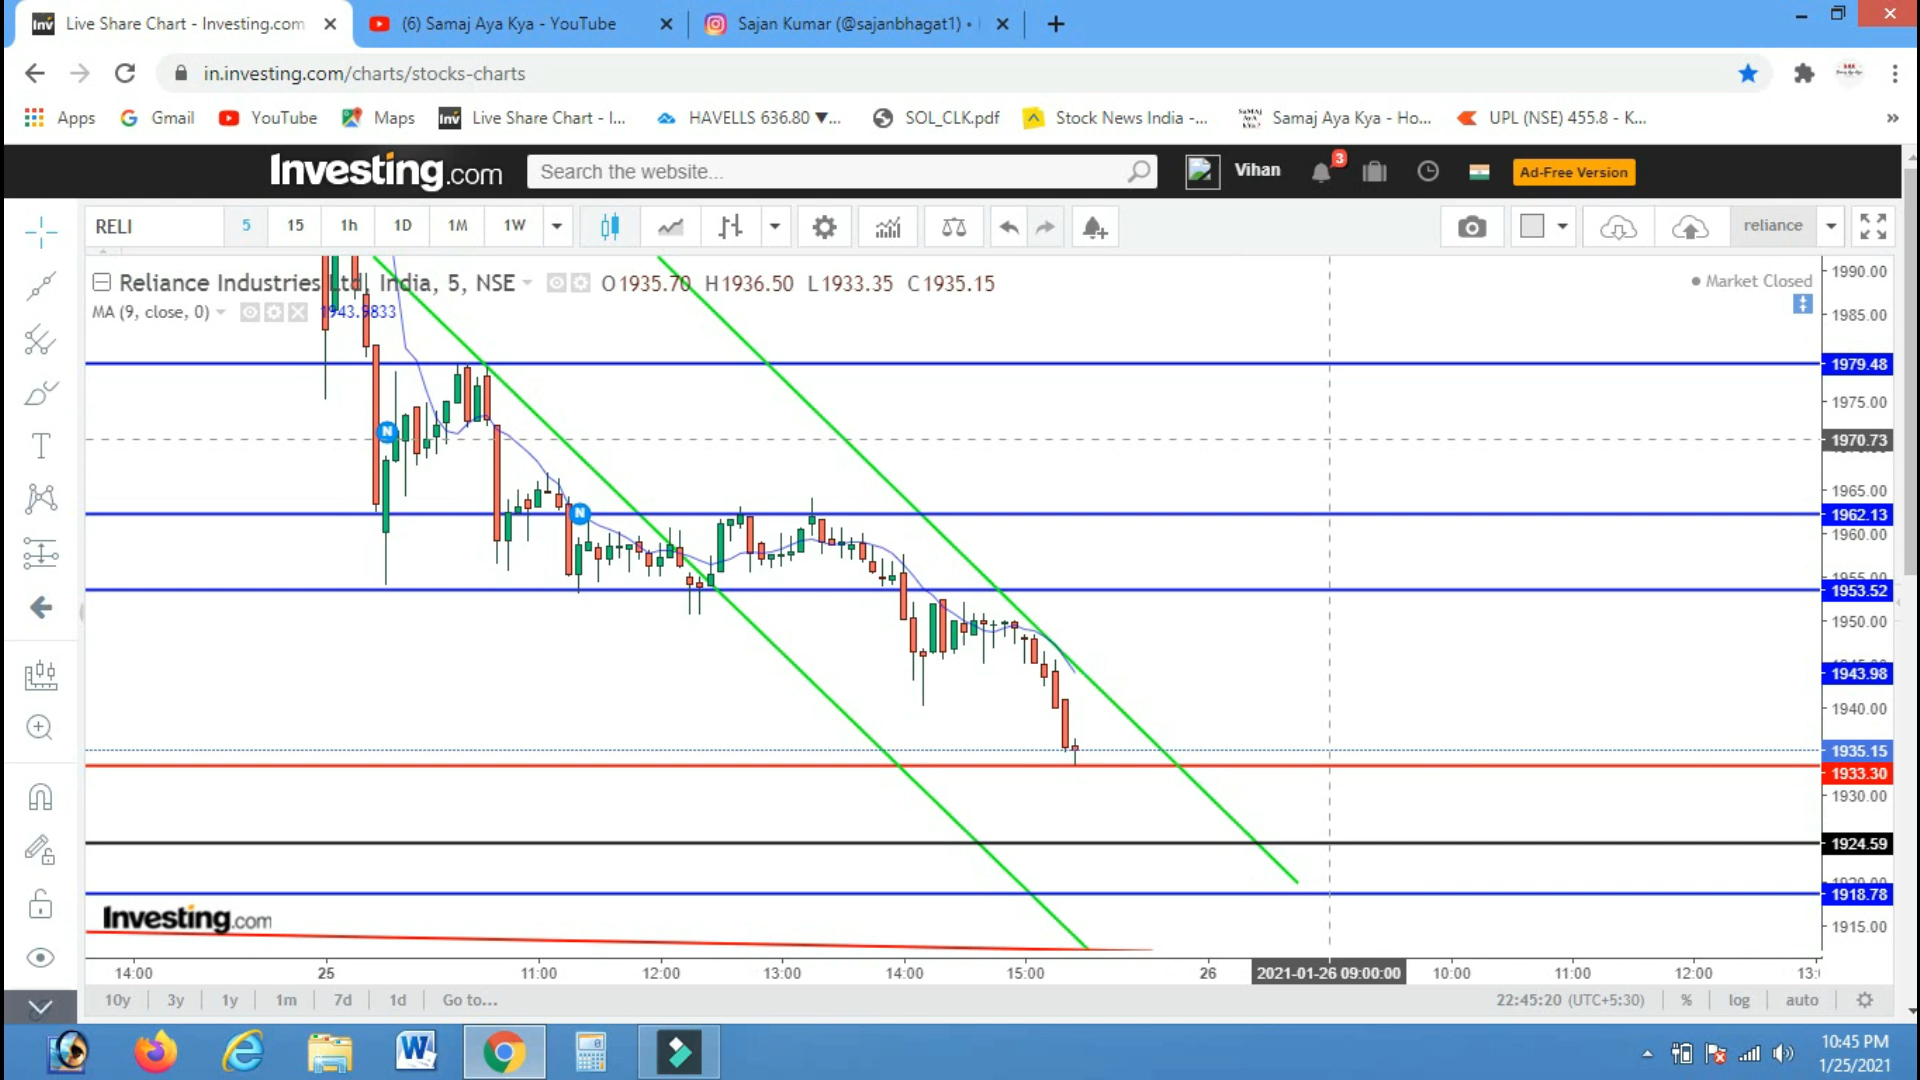 Live Share Chart - Investing.com
(6) Samaj Aya Kya - YouTube
Sajan Kumar (@sajanbhagat1) •
in.investing.com/charts/stocks-charts
Apps
Gmail
YouTube
Maps
Inv
Live Share Chart - I...
HAVELLS 636.80 ▼...
SOL_CLK.pdf
Stock News India -...
Samaj Aya Kya - Ho...
UPL (NSE) 455.8 - K...
»
Investing.com
Search the website...
Vihan
3
Ad-Free Version
RELI
5
15
1h
1D
1M
1W
reliance
Reliance Industries Ltd, India, 5, NSE
O1935.70 H1936.50 L1933.35 C1935.15
Market Closed
MA (9, close, 0)
1943.9833
N
N
1990.00
1985.00
1979.48
1975.00
1970.73
1965.00
1962.13
1960.00
1953.52
1950.00
1943.98
1940.00
1935.15
1933.30
1930.00
1924.59
1918.78
1915.00
Investing.com
14:00
25
11:00
12:00
13:00
14:00
15:00
26
2021-01-26 09:00:00
10:00
11:00
12:00
10y
3y
1y
1m
7d
1d
Go to...
22:45:20 (UTC+5:30)
%
log
auto
10:45 PM
1/25/2021